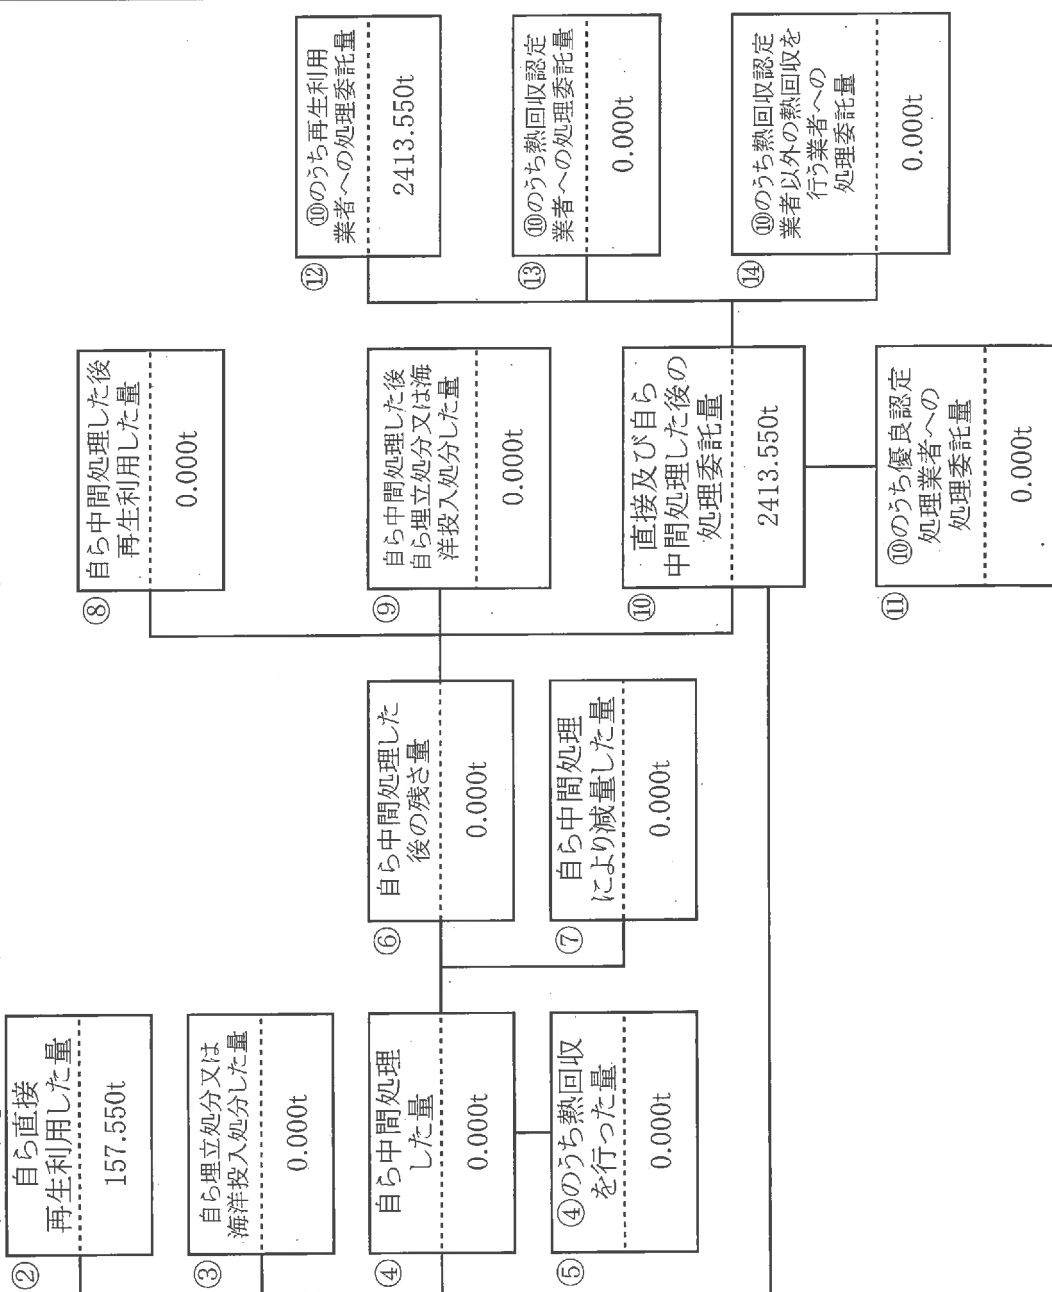 ②
自ら直接
再生利用した量
157.550t
③
自ら埋立処分又は
海洋投入処分した量
0.000t
④
自ら中間処理
した量
0.000t
⑤
④のうち熱回収
を行った量
0.000t
⑥
自ら中間処理した
後の残さ量
0.000t
⑦
自ら中間処理
により減量した量
0.000t
⑧
自ら中間処理した後
再生利用した量
0.000t
⑨
自ら中間処理した後
自ら埋立処分又は海
洋投入処分した量
0.000t
⑩
直接及び自ら
中間処理した後の
処理委託量
2413.550t
⑪
⑩のうち優良認定
処理業者への
処理委託量
0.000t
⑫
⑩のうち再生利用
業者への処理委託量
2413.550t
⑬
⑩のうち熱回収認定
業者への処理委託量
0.000t
⑭
⑩のうち熱回収認定
業者以外の熱回収を
行う業者への
処理委託量
0.000t